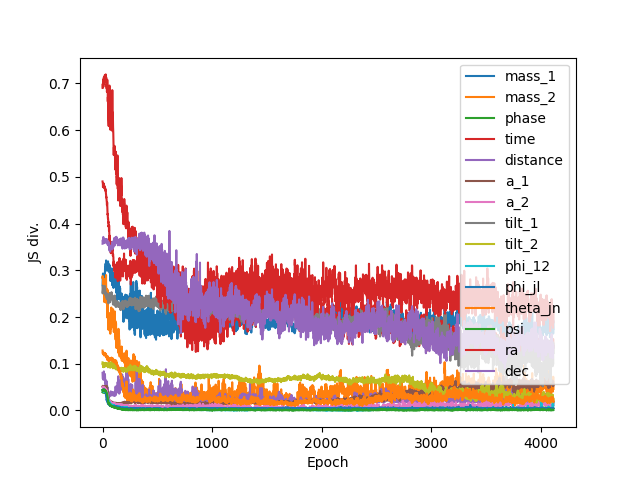 0.7
0.6
0.5
0.4
0.3
0.2
0.1
0.0
JS div.
0
1000
2000
3000
4000
Epoch
mass_1
mass_2
phase
time
distance
a_1
a_2
tilt_1
tilt_2
phi_12
phi_jl
theta_jn
psi
ra
dec